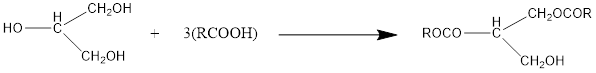 CH₂OH
HO
H
C
CH₂OH
+
3(RCOOH)
CH₂OCOR
ROCO
H
C
CH₂OH